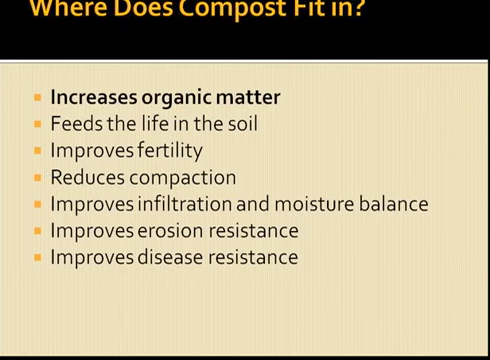 Where Does Compost Fit in?
Increases organic matter
Feeds the life in the soil
Improves fertility
Reduces compaction
Improves infiltration and moisture balance
Improves erosion resistance
Improves disease resistance